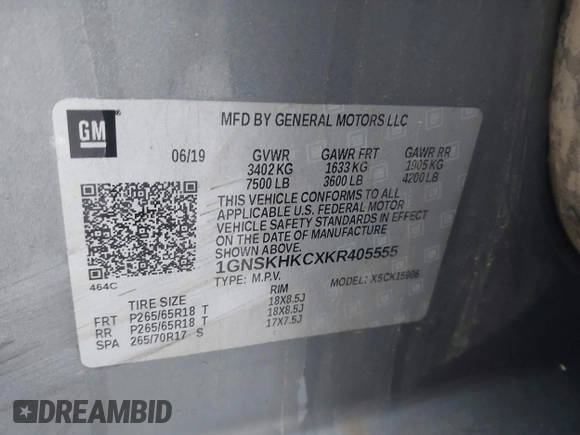 GM
MFD BY GENERAL MOTORS LLC
06/19 GVWR GAWR FRT GAWR RR
3402 KG 1633 KG 1905 KG
7500 LB 3600 LB 4200 LB
THIS VEHICLE CONFORMS TO ALL
APPLICABLE U.S. FEDERAL MOTOR
VEHICLE SAFETY STANDARDS IN EFFECT
ON THE DATE OF MANUFACTURE
SHOWN ABOVE.
1GNSKHKCXKR405555
TYPE: M.P.V. MODEL: X5CK15906
464C
TIRE SIZE RIM
FRT P265/65R18 T 18X8.5J
RR P265/65R18 T 18X8.5J
SPA 265/70R17 S 17X7.5J
DREAMBID